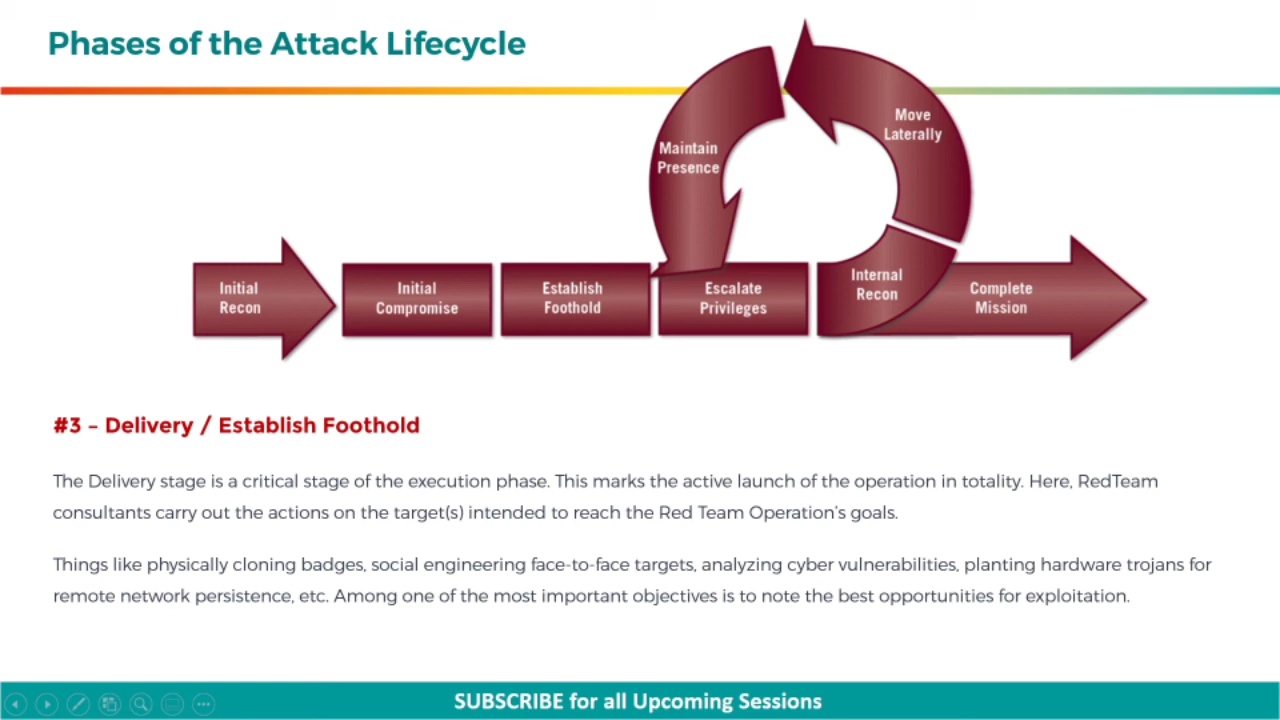 Phases of the Attack Lifecycle
Move
Laterally
Maintain
Presence
Initial
Recon
Initial
Compromise
Establish
Foothold
Escalate
Privileges
Internal
Recon
Complete
Mission
#3 – Delivery / Establish Foothold
The Delivery stage is a critical stage of the execution phase. This marks the active launch of the operation in totality. Here, RedTeam
consultants carry out the actions on the target(s) intended to reach the Red Team Operation's goals.
Things like physically cloning badges, social engineering face-to-face targets, analyzing cyber vulnerabilities, planting hardware trojans for
remote network persistence, etc. Among one of the most important objectives is to note the best opportunities for exploitation.
SUBSCRIBE for all Upcoming Sessions